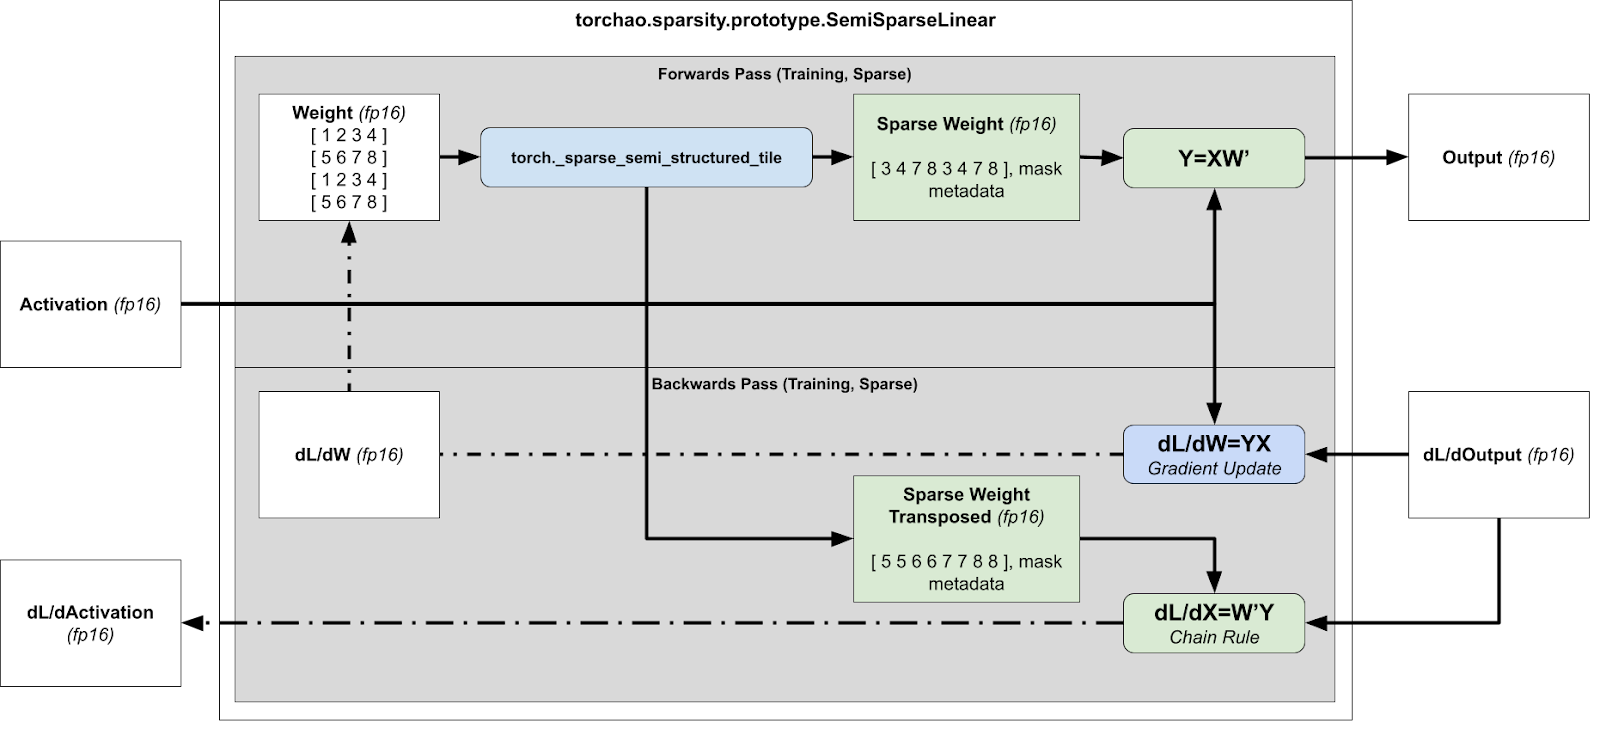 torchao.sparsity.prototype.SemiSparseLinear
Forwards Pass (Training, Sparse)
Weight (fp16)
[ 1 2 3 4 ]
[ 5 6 7 8 ]
[ 1 2 3 4 ]
[ 5 6 7 8 ]
torch._sparse_semi_structured_tile
Sparse Weight (fp16)
[ 3 4 7 8 3 4 7 8 ], mask
metadata
Y=XW’
Output (fp16)
Activation (fp16)
Backwards Pass (Training, Sparse)
dL/dW (fp16)
dL/dW=YX
Gradient Update
dL/dOutput (fp16)
Sparse Weight
Transposed (fp16)
[ 5 5 6 6 7 7 8 8 ], mask
metadata
dL/dActivation
(fp16)
dL/dX=W’Y
Chain Rule